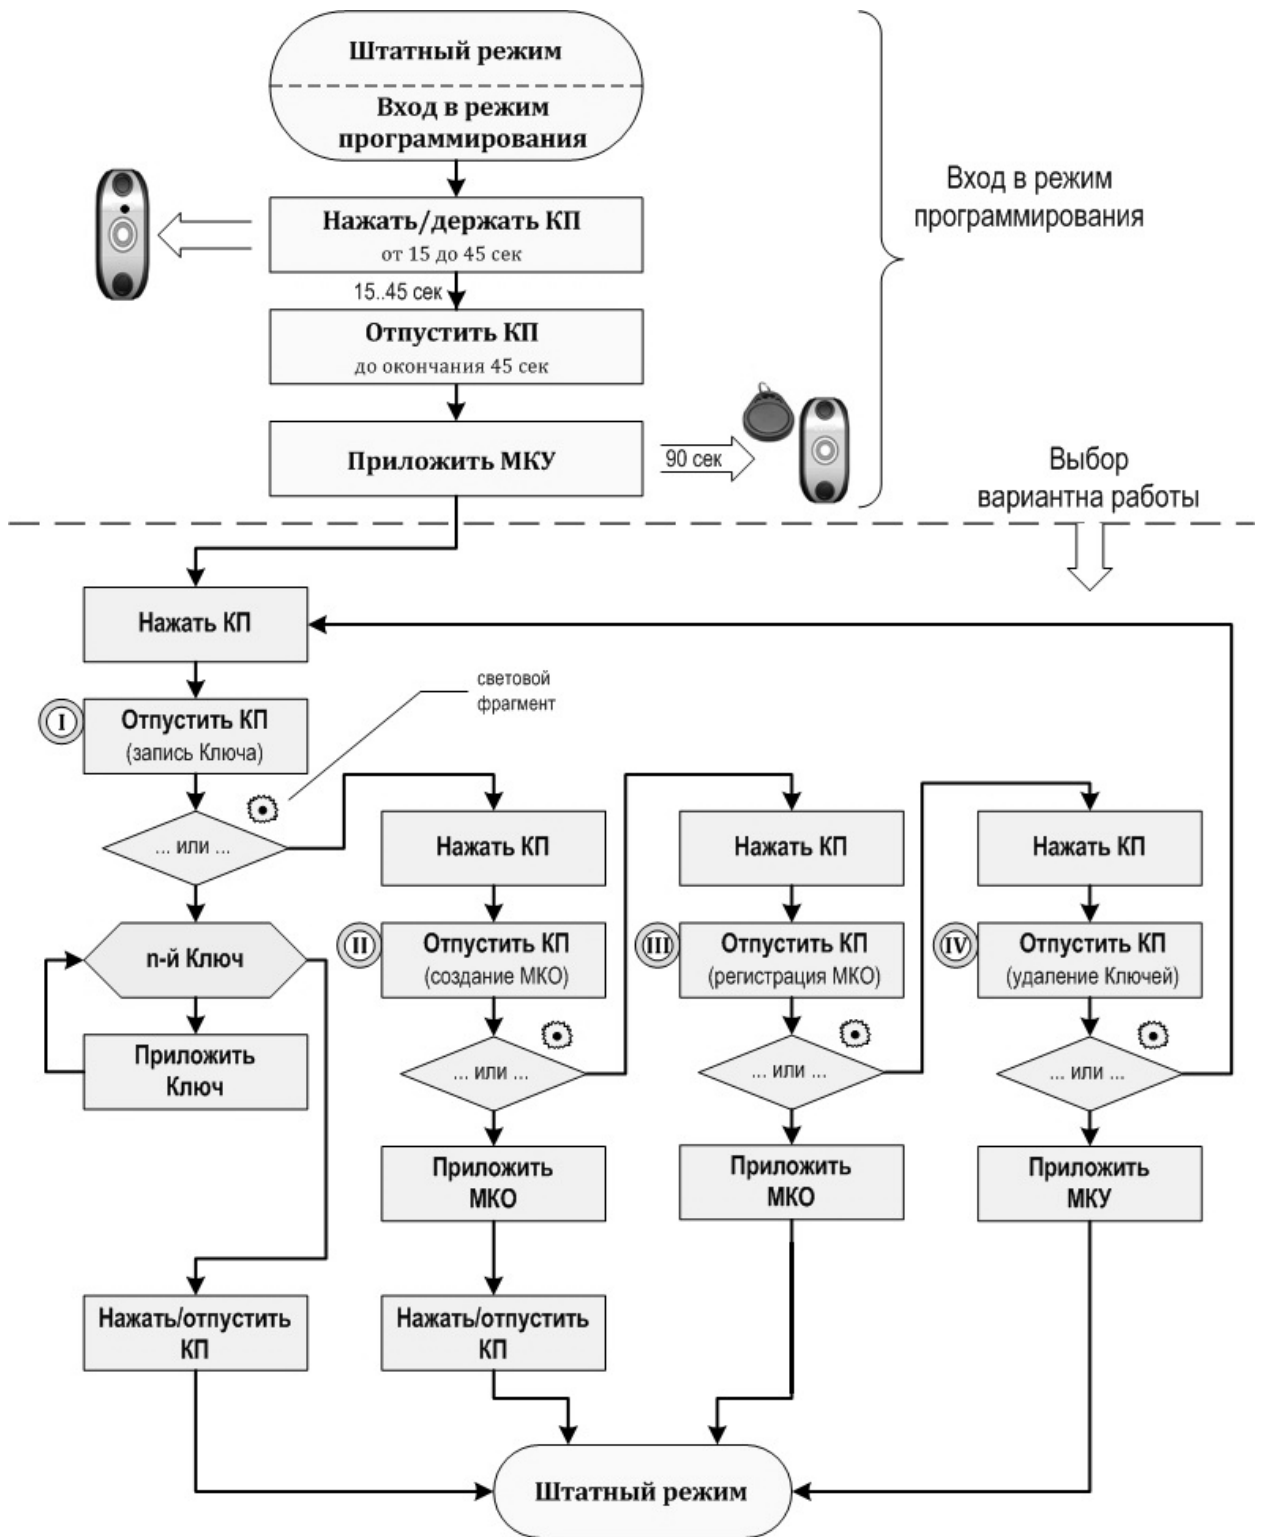 Штатный режим
Вход в режим
программирования
Вход в режим
программирования
Нажать/держать КП
от 15 до 45 сек
15..45 сек
Отпустить КП
до окончания 45 сек
Приложить МКУ
90 сек
Выбор
вариантна работы
Нажать КП
световой
фрагмент
I
Отпустить КП
(запись Ключа)
... или ...
Нажать КП
Нажать КП
Нажать КП
n-й Ключ
II
Отпустить КП
(создание МКО)
III
Отпустить КП
(регистрация МКО)
IV
Отпустить КП
(удаление Ключей)
Приложить
Ключ
... или ...
... или ...
... или ...
Приложить
МКО
Приложить
МКО
Приложить
МКУ
Нажать/отпустить
КП
Нажать/отпустить
КП
Штатный режим